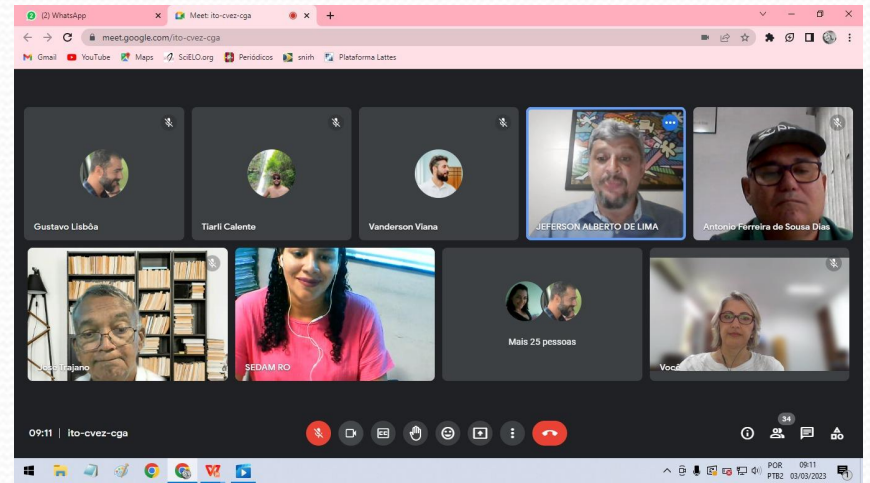 (2) WhatsApp
Meet: ito-cvez-cga
meet.google.com/ito-cvez-cga
Gmail YouTube Maps SciELO.org Periódicos snirh Plataforma Lattes
Gustavo Lisbôa
Tiarli Calente
Vanderson Viana
JEFERSON ALBERTO DE LIMA
Antonio Ferreira de Sousa Dias
José Trajano
SEDAM RO
Mais 25 pessoas
Você
09:11 | ito-cvez-cga
34
POR 09:11
PTB2 03/03/2023